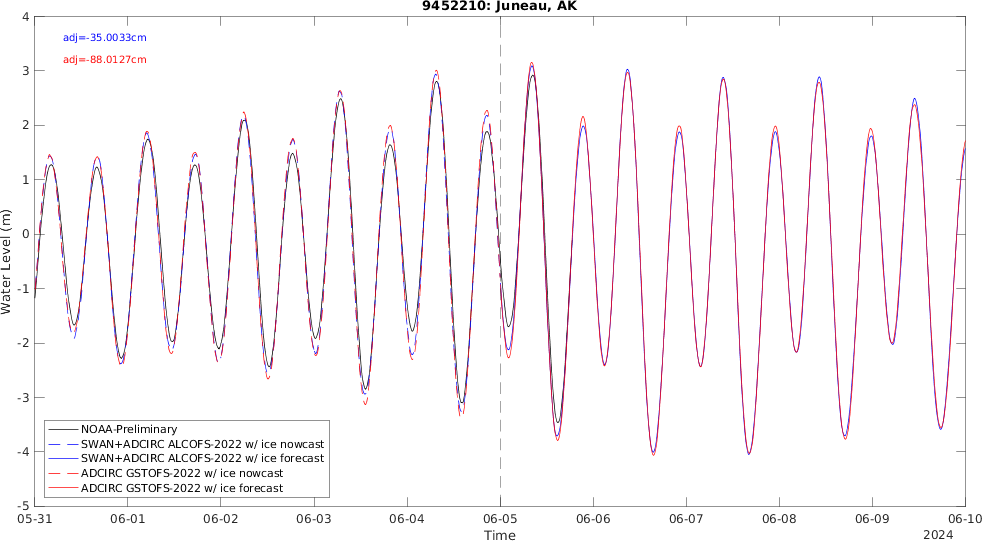 9452210: Juneau, AK
adj=-35.0033cm
adj=-88.0127cm
4
3
2
1
0
-1
-2
-3
-4
-5
Water Level (m)
NOAA-Preliminary
SWAN+ADCIRC ALCOFS-2022 w/ ice nowcast
SWAN+ADCIRC ALCOFS-2022 w/ ice forecast
ADCIRC GSTOFS-2022 w/ ice nowcast
ADCIRC GSTOFS-2022 w/ ice forecast
05-31 06-01 06-02 06-03 06-04 06-05 06-06 06-07 06-08 06-09 06-10
Time
2024